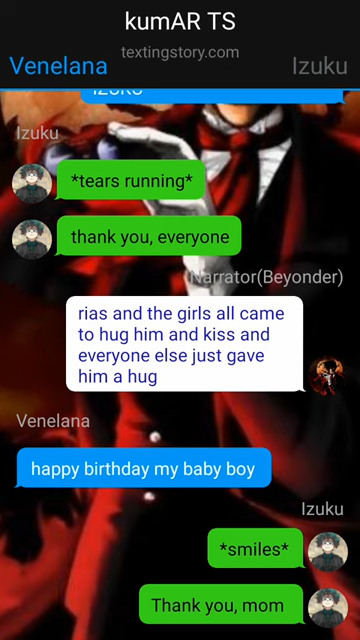 kumAR TS
textingstory.com
Venelana
Izuku
Izuku
Izuku
*tears running*
thank you, everyone
Narrator(Beyonder)
rias and the girls all came
to hug him and kiss and
everyone else just gave
him a hug
Venelana
happy birthday my baby boy
Izuku
*smiles*
Thank you, mom